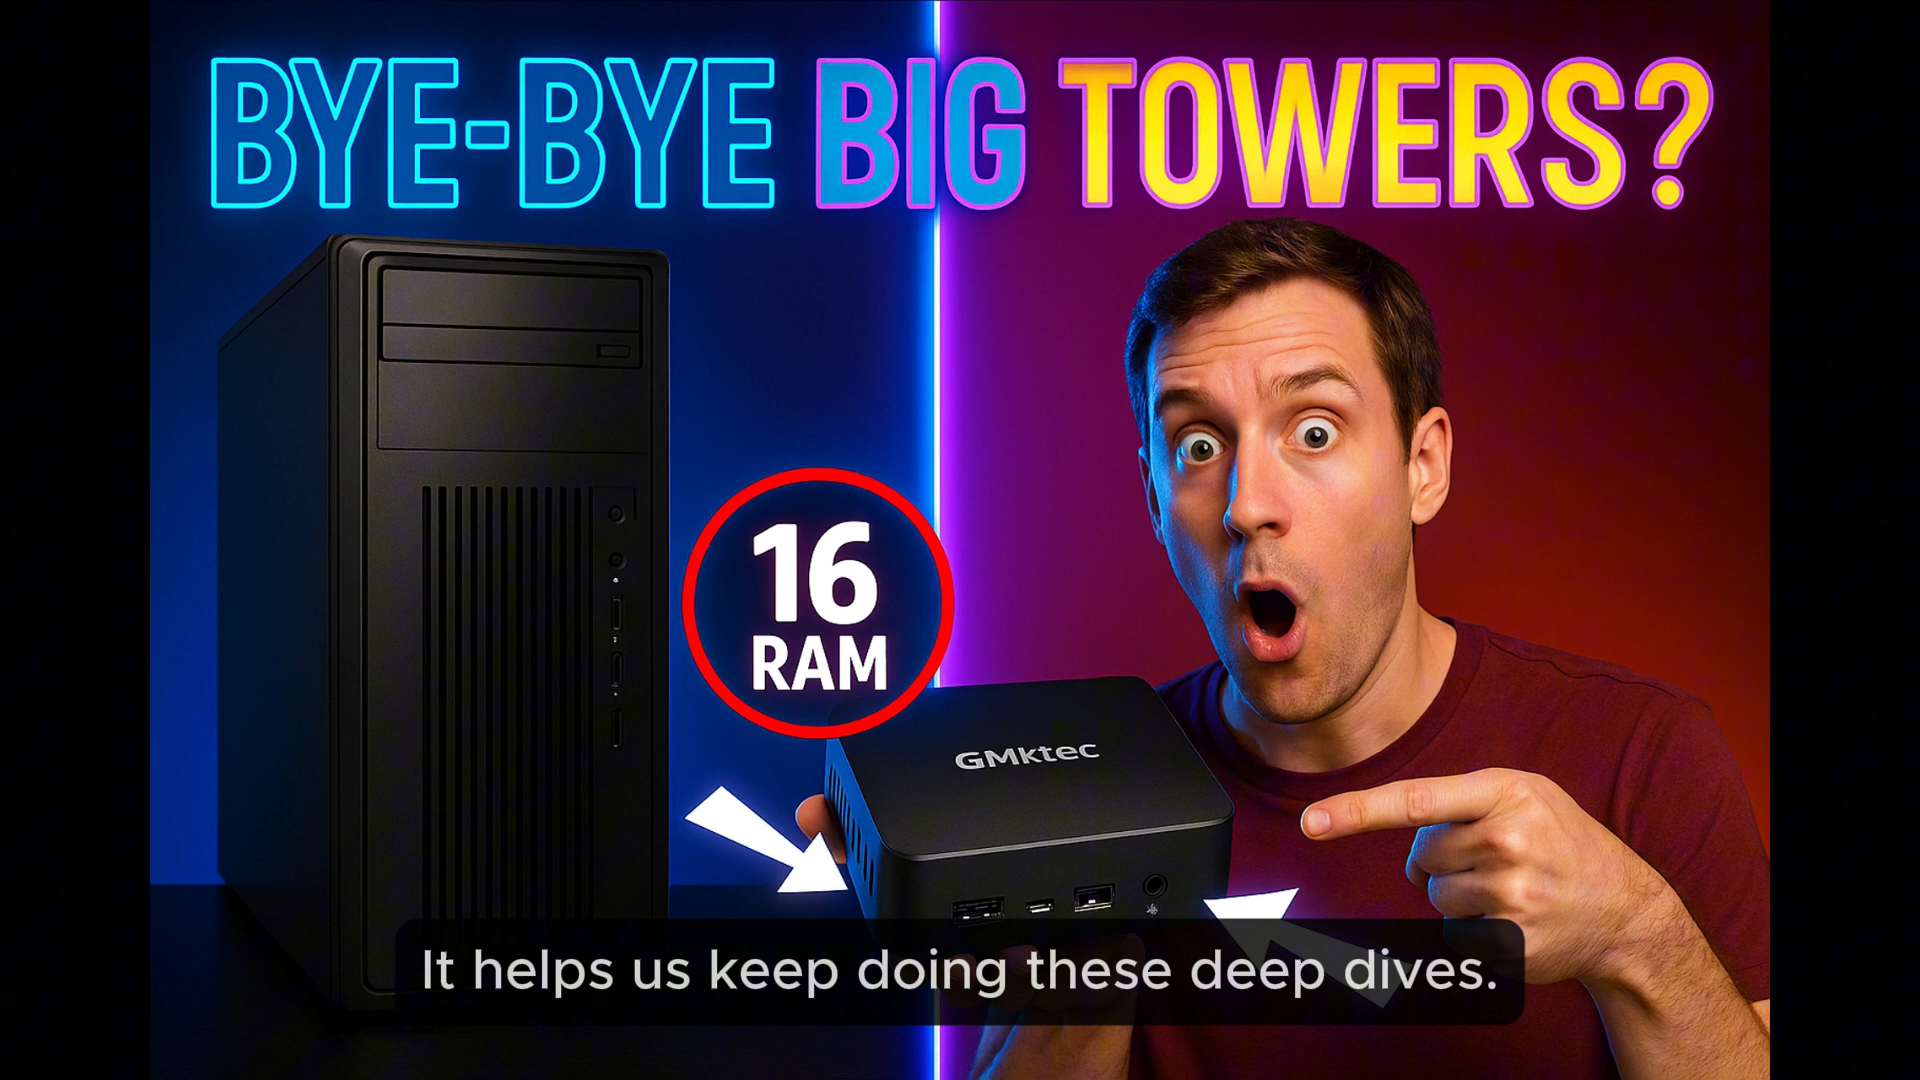 BYE-BYE BIG TOWERS?
16
RAM
GMKtec
It helps us keep doing these deep dives.